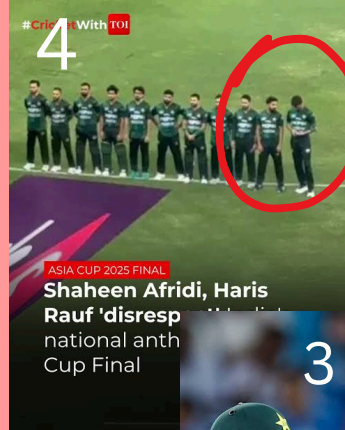 #CricketWith TOI
4
ASIA CUP 2025 FINAL
Shaheen Afridi, Haris
Rauf 'disresp
national anth
Cup Final
3